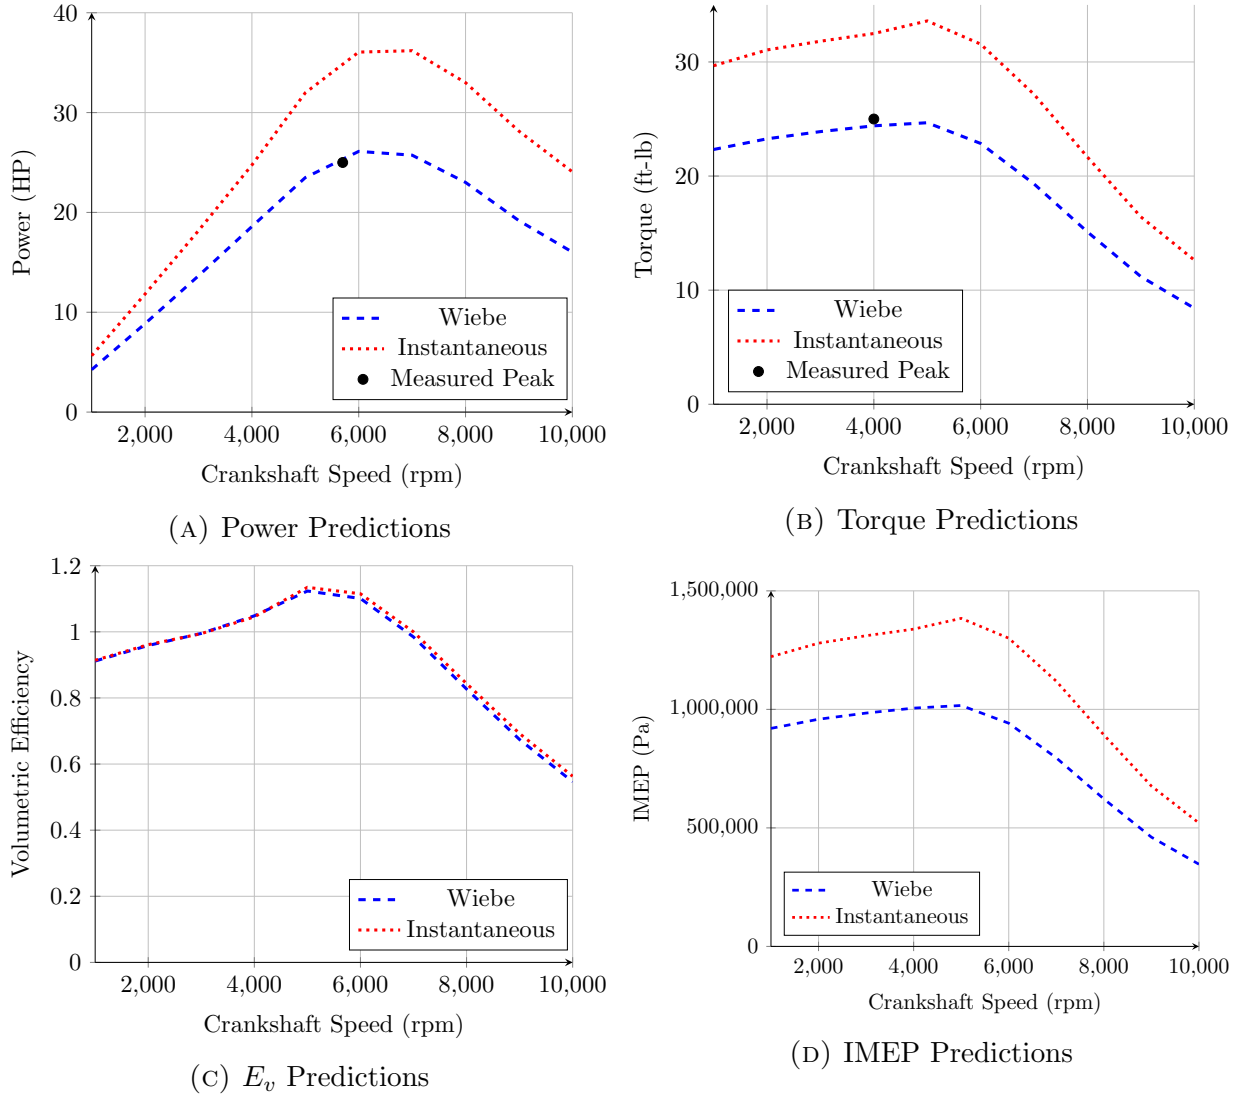 40
30
20
10
0
Power (HP)
Wiebe
Instantaneous
Measured Peak
2,000 4,000 6,000 8,000 10,000
Crankshaft Speed (rpm)
(A) Power Predictions
30
20
10
0
Torque (ft-lb)
Wiebe
Instantaneous
Measured Peak
2,000 4,000 6,000 8,000 10,000
Crankshaft Speed (rpm)
(B) Torque Predictions
1.2
1
0.8
0.6
0.4
0.2
0
Volumetric Efficiency
Wiebe
Instantaneous
2,000 4,000 6,000 8,000 10,000
Crankshaft Speed (rpm)
(C) Ev Predictions
1,500,000
1,000,000
500,000
0
IMEP (Pa)
Wiebe
Instantaneous
2,000 4,000 6,000 8,000 10,000
Crankshaft Speed (rpm)
(D) IMEP Predictions